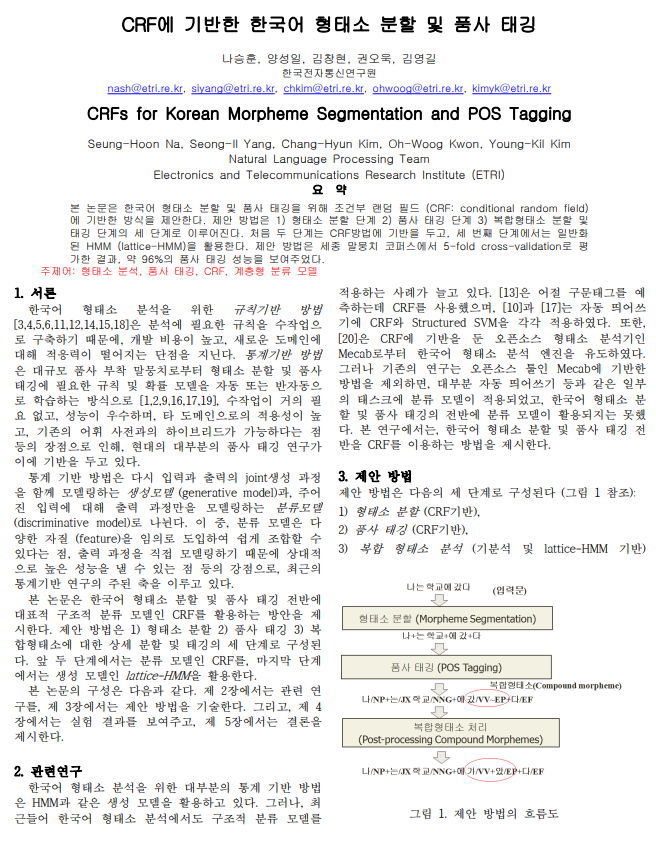 CRF에 기반한 한국어 형태소 분할 및 품사 태깅
나승훈, 양성일, 김창현, 권오욱, 김영길
한국전자통신연구원
nash@etri.re.kr, siyang@etri.re.kr, chkim@etri.re.kr, ohwoog@etri.re.kr, kimyk@etri.re.kr
CRFs for Korean Morpheme Segmentation and POS Tagging
Seung-Hoon Na, Seong-Il Yang, Chang-Hyun Kim, Oh-Woog Kwon, Young-Kil Kim
Natural Language Processing Team
Electronics and Telecommunications Research Institute (ETRI)
요 약
본 논문은 한국어 형태소 분할 및 품사 태깅을 위해 조건부 랜덤 필드 (CRF: conditional random field)
에 기반한 방식을 제안한다. 제안 방법은 1) 형태소 분할 단계 2) 품사 태깅 단계 3) 복합형태소 분할 및
태깅 단계의 세 단계로 이루어진다. 처음 두 단계는 CRF방법에 기반을 두고, 세 번째 단계에서는 일반화
된 HMM (lattice-HMM)을 활용한다. 제안 방법은 세종 말뭉치 코퍼스에서 5-fold cross-validation로 평
가한 결과, 약 96%의 품사 태깅 성능을 보여주었다.
주제어: 형태소 분석, 품사 태깅, CRF, 계층형 분류 모델
1. 서론
한국어 형태소 분석을 위한 규칙기반 방법
[3,4,5,6,11,12,14,15,18]은 분석에 필요한 규칙을 수작업으
로 구축하기 때문에, 개발 비용이 높고, 새로운 도메인에
대해 적응력이 떨어지는 단점을 지닌다. 통계기반 방법
은 대규모 품사 부착 말뭉치로부터 형태소 분할 및 품사
태깅에 필요한 규칙 및 확률 모델을 자동 또는 반자동으
로 학습하는 방식으로 [1,2,9,16,17,19], 수작업이 거의 필
요 없고, 성능이 우수하며, 타 도메인으로의 적용성이 높
고, 기존의 어휘 사전과의 하이브리드가 가능하다는 점
등의 장점으로 인해, 현대의 대부분의 품사 태깅 연구가
이에 기반을 두고 있다.
통계 기반 방법은 다시 입력과 출력의 joint생성 과정
을 함께 모델링하는 생성모델 (generative model)과, 주어
진 입력에 대해 출력 과정만을 모델링하는 분류모델
(discriminative model)로 나뉜다. 이 중, 분류 모델은 다
양한 자질 (feature)을 임의로 도입하여 쉽게 조합할 수
있다는 점, 출력 과정을 직접 모델링하기 때문에 상대적
으로 높은 성능을 낼 수 있는 점 등의 강점으로, 최근의
통계기반 연구의 주된 축을 이루고 있다.
본 논문은 한국어 형태소 분할 및 품사 태깅 전반에
대표적 구조적 분류 모델인 CRF를 활용하는 방안을 제
시한다. 제안 방법은 1) 형태소 분할 2) 품사 태깅 3) 복
합형태소에 대한 상세 분할 및 태깅의 세 단계로 구성된
다. 앞 두 단계에서는 분류 모델인 CRF를, 마지막 단계
에서는 생성 모델인 lattice-HMM을 활용한다.
본 논문의 구성은 다음과 같다. 제 2장에서는 관련 연
구를, 제 3장에서는 제안 방법을 기술한다. 그리고, 제 4
장에서는 실험 결과를 보여주고, 제 5장에서는 결론을
제시한다.
2. 관련연구
한국어 형태소 분석을 위한 대부분의 통계 기반 방법
은 HMM과 같은 생성 모델을 활용하고 있다. 그러나, 최
근들어 한국어 형태소 분석에서도 구조적 분류 모델를
적용하는 사례가 늘고 있다. [13]은 어절 구문태그를 예
측하는데 CRF를 사용했으며, [10]과 [17]는 자동 띄어쓰
기에 CRF와 Structured SVM을 각각 적용하였다. 또한,
[20]은 CRF에 기반을 둔 오픈소스 형태소 분석기인
Mecab로부터 한국어 형태소 분석 엔진을 유도하였다.
그러나 기존의 연구는 오픈소스 툴인 Mecab에 기반한
방법을 제외하면, 대부분 자동 띄어쓰기 등과 같은 일부
의 태스크에 분류 모델이 적용되었고, 한국어 형태소 분
할 및 품사 태깅의 전반에 분류 모델이 활용되지는 못했
다. 본 연구에서는, 한국어 형태소 분할 및 품사 태깅 전
반을 CRF를 이용하는 방법을 제시한다.
3. 제안 방법
제안 방법은 다음의 세 단계로 구성된다 (그림 1 참조):
1) 형태소 분할 (CRF기반),
2) 품사 태깅 (CRF기반),
3) 복합 형태소 분석 (기분석 및 lattice-HMM 기반)
나는 학교에 갔다 (입력문)
형태소 분할 (Morpheme Segmentation)
나+는 학교+에 갔+다
품사 태깅 (POS Tagging)
복합형태소(Compound morpheme)
나/NP+는/JX 학교/NNG+에 갔/VV~EP+다/EF
복합형태소 처리
(Post-processing Compound Morphemes)
나/NP+는/JX 학교/NNG+에 가/VV+았/EP+다/EF
그림 1. 제안 방법의 흐름도